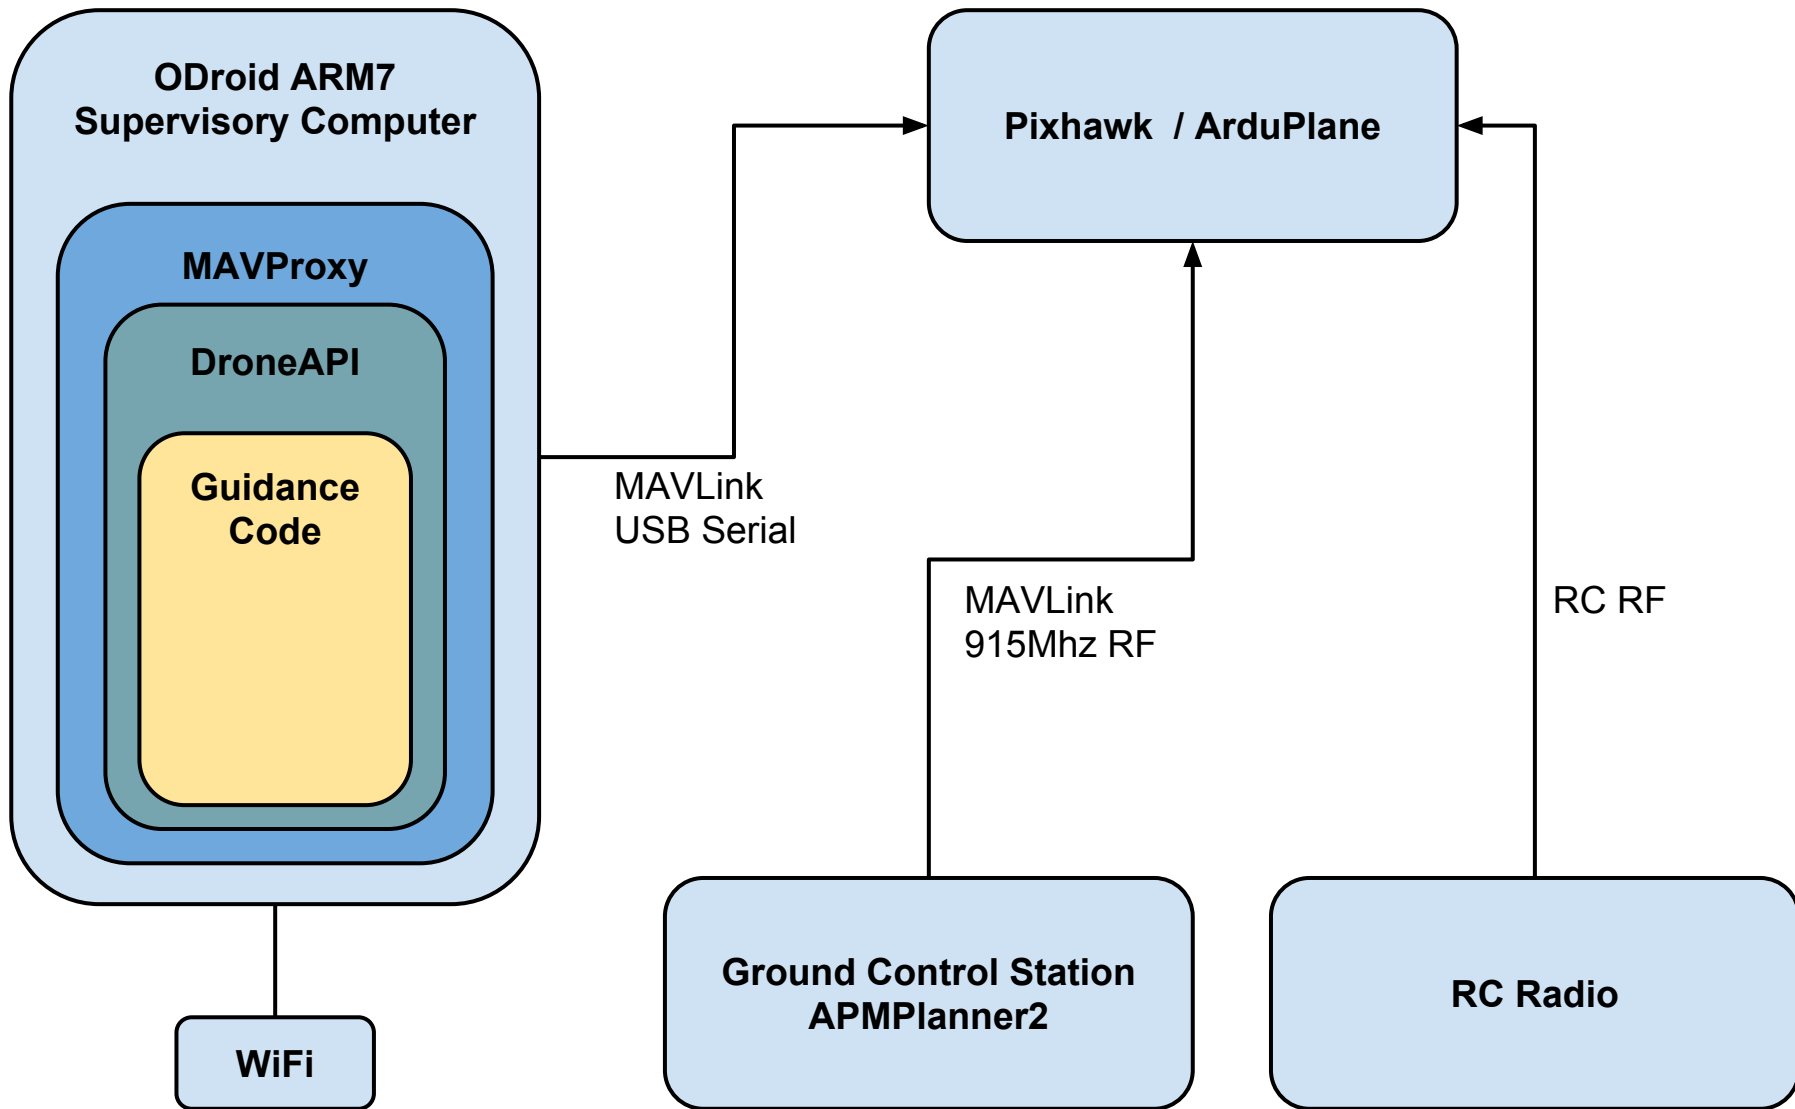 ODroid ARM7
Supervisory Computer
MAVProxy
DroneAPI
Guidance
Code
WiFi
MAVLink
USB Serial
Pixhawk / ArduPlane
MAVLink
915Mhz RF
RC RF
Ground Control Station
APMPlanner2
RC Radio